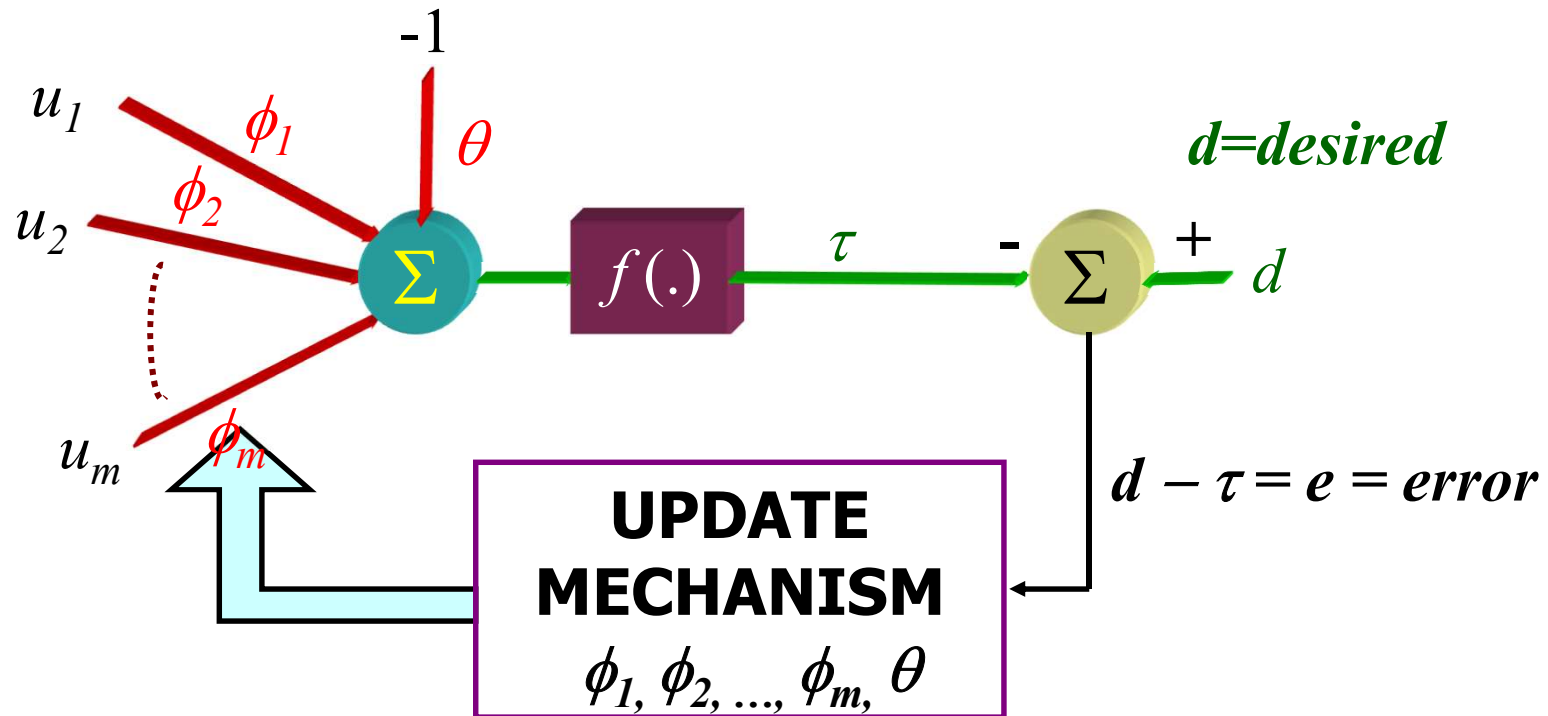 -1
u1
ϕ1
θ
d=desired
ϕ2
u2
Σ
f(.)
τ
-
Σ
+
d
um
ϕm
d − τ = e = error
UPDATE
MECHANISM
ϕ1, ϕ2, ..., ϕm, θ